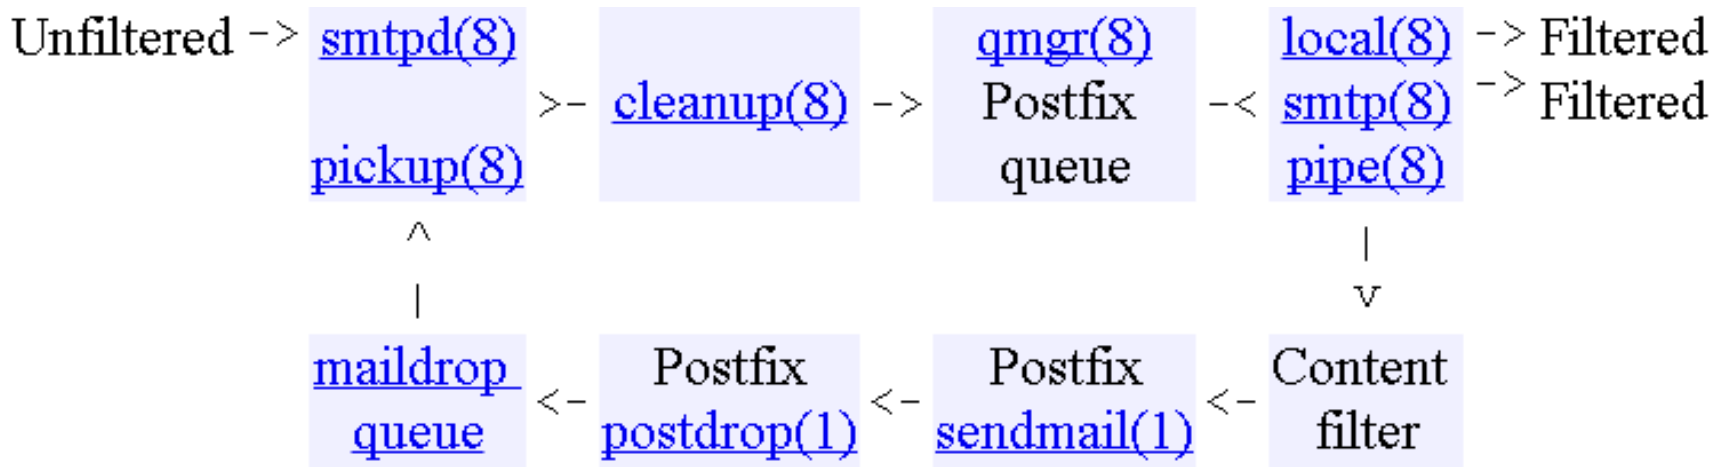 Unfiltered -> smtpd(8) qmgr(8) local(8) -> Filtered
>- cleanup(8) -> Postfix -< smtp(8) -> Filtered
pickup(8) queue pipe(8)
^ |
| v
maildrop Postfix Postfix Content
<- <- <-
queue postdrop(1) sendmail(1) filter